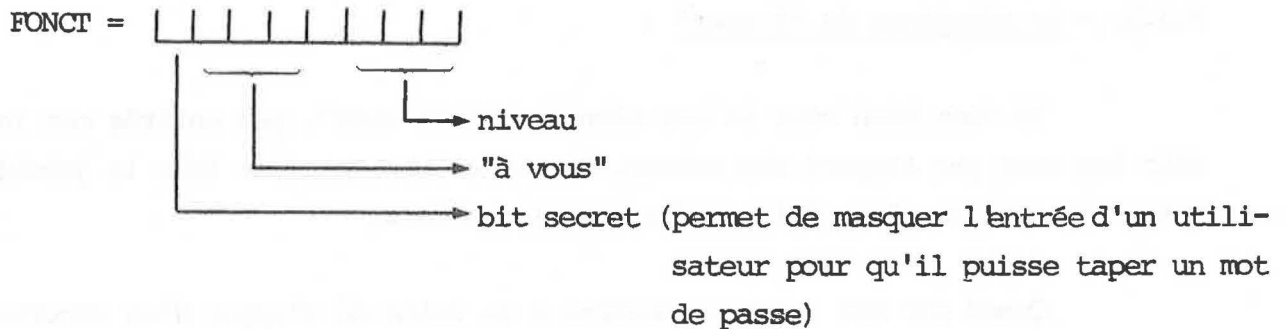 FONCT =
niveau
"à vous"
bit secret (permet de masquer l'entrée d'un utili-
sateur pour qu'il puisse taper un mot
de passe)